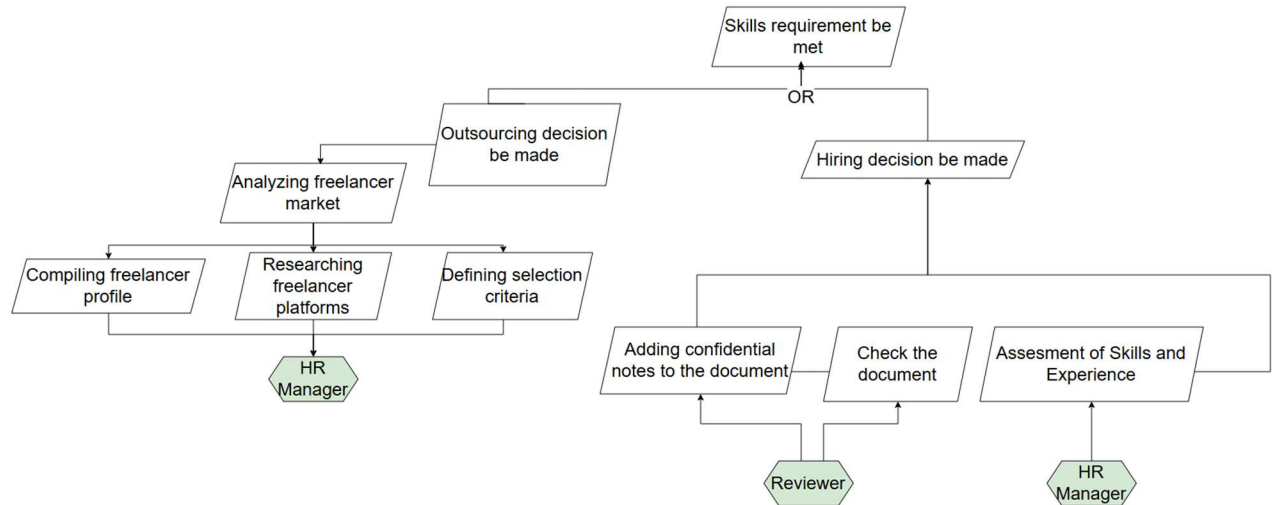 Skills requirement be
met
OR
Outsourcing decision
be made
Hiring decision be made
Analyzing freelancer
market
Compiling freelancer
profile
Researching
freelancer
platforms
Defining selection
criteria
HR
Manager
Adding confidential
notes to the document
Check the
document
Assesment of Skills and
Experience
Reviewer
HR
Manager